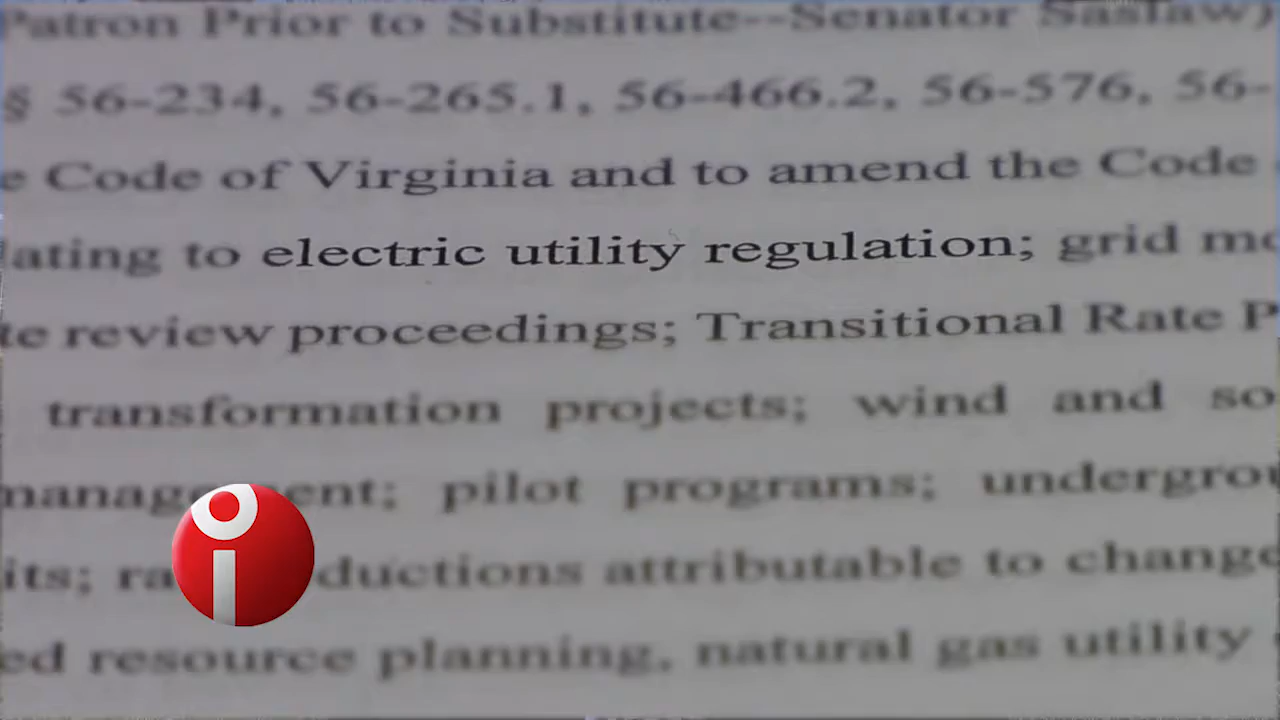 Patron Prior to Substitute--Senator Saslaw)
§ 56-234, 56-265.1, 56-466.2, 56-576, 56-
e Code of Virginia and to amend the Code
lating to electric utility regulation; grid mo
te review proceedings; Transitional Rate P
transformation projects; wind and so
management; pilot programs; undergrou
its; ra ductions attributable to change
ed resource planning, natural gas utility